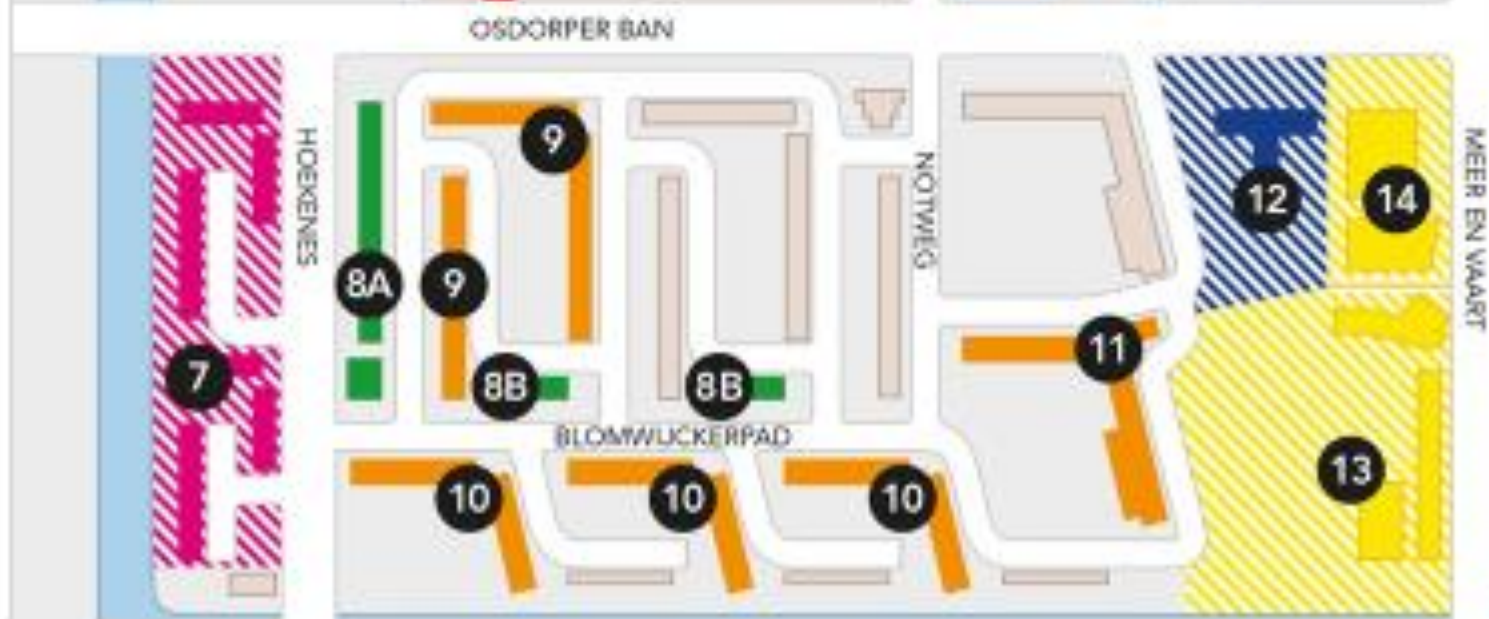 OSDORPER BAN
HOEKENES
NOTWEG
MEER EN VAART
9
12
14
8A
9
11
7
8B
8B
BLOMWIJCKERPAD
13
10
10
10